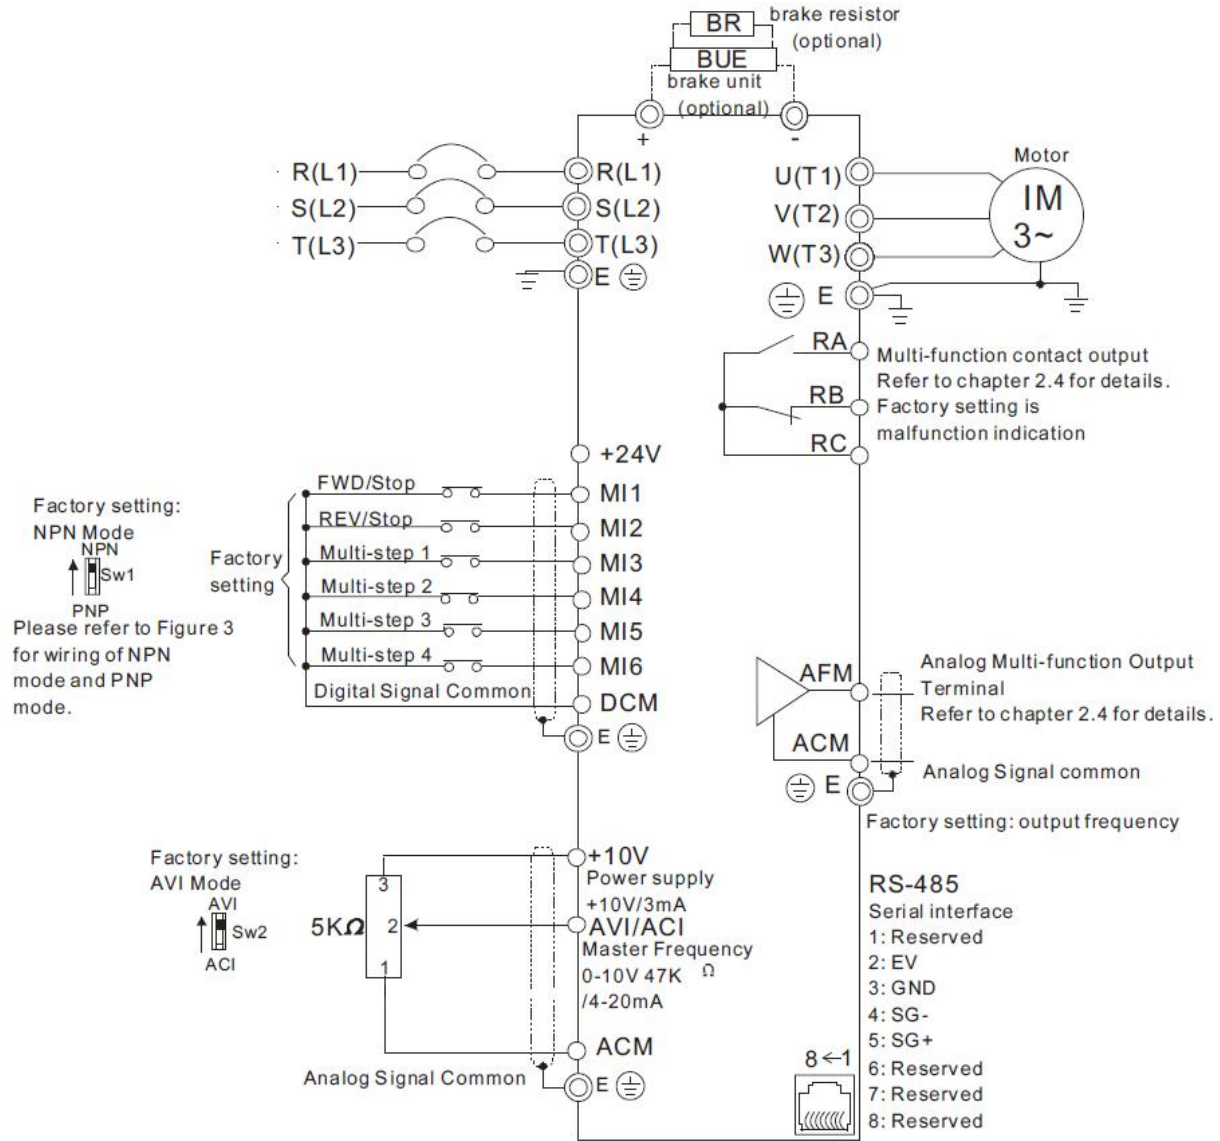 BR
brake resistor
(optional)
BUE
brake unit
(optional)
+
-
R(L1)
R(L1)
S(L2)
S(L2)
T(L3)
T(L3)
E
U(T1)
V(T2)
W(T3)
E
Motor
IM
3~
RA
RB
RC
Multi-function contact output
Refer to chapter 2.4 for details.
Factory setting is
malfunction indication
+24V
FWD/Stop
MI1
REV/Stop
MI2
Multi-step 1
MI3
Multi-step 2
MI4
Multi-step 3
MI5
Multi-step 4
MI6
Digital Signal Common
DCM
E
Factory
setting
Factory setting:
NPN Mode
NPN
Sw1
PNP
Please refer to Figure 3
for wiring of NPN
mode and PNP
mode.
AFM
ACM
E
Analog Multi-function Output
Terminal
Refer to chapter 2.4 for details.
Analog Signal common
Factory setting: output frequency
Factory setting:
AVI Mode
AVI
Sw2
ACI
5KΩ
3
2
1
+10V
Power supply
+10V/3mA
AVI/ACI
Master Frequency
0-10V 47K Ω
/4-20mA
ACM
Analog Signal Common
E
RS-485
Serial interface
1: Reserved
2: EV
3: GND
4: SG-
5: SG+
6: Reserved
7: Reserved
8: Reserved
8←1